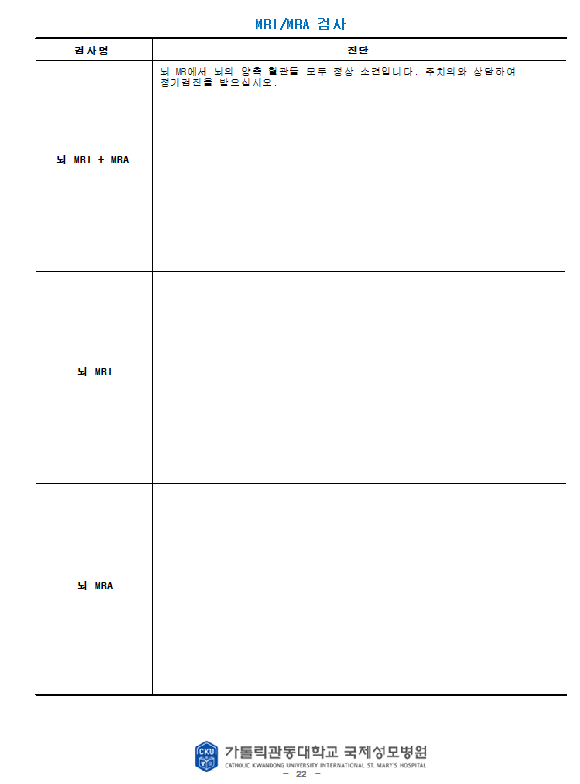 MRI/MRA 검사
검사명 진단
뇌 MR에서 뇌의 양측 혈관들 모두 정상 소견입니다. 주치의와 상담하여
정기검진을 받으십시오.
뇌 MRI + MRA
뇌 MRI
뇌 MRA
CKU 가톨릭관동대학교 국제성모병원
CATHOLIC KWANDONG UNIVERSITY INTERNATIONAL ST. MARY'S HOSPITAL
- 22 -